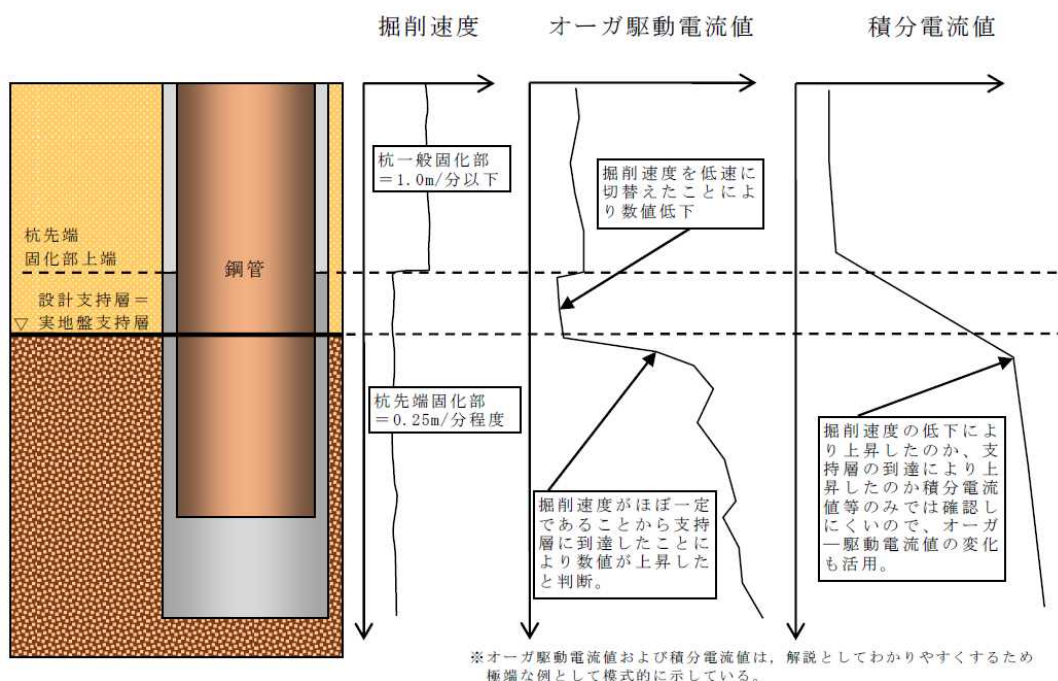 掘削速度
オーガ駆動電流値
積分電流値
杭一般固化部
＝1.0m/分以下
掘削速度を低速に
切替えたことによ
り数値低下
杭先端
固化部上端
鋼管
設計支持層＝
▽ 実地盤支持層
杭先端固化部
＝0.25m/分程度
掘削速度がほぼ一定
であることから支持
層に到達したことに
より数値が上昇した
と判断。
掘削速度の低下によ
り上昇したのか、支
持層の到達により上
昇したのか積分電流
値等のみでは確認し
にくいので、オーガ
―駆動電流値の変化
も活用。
※オーガ駆動電流値および積分電流値は，解説としてわかりやすくするため
極端な例として模式的に示している。